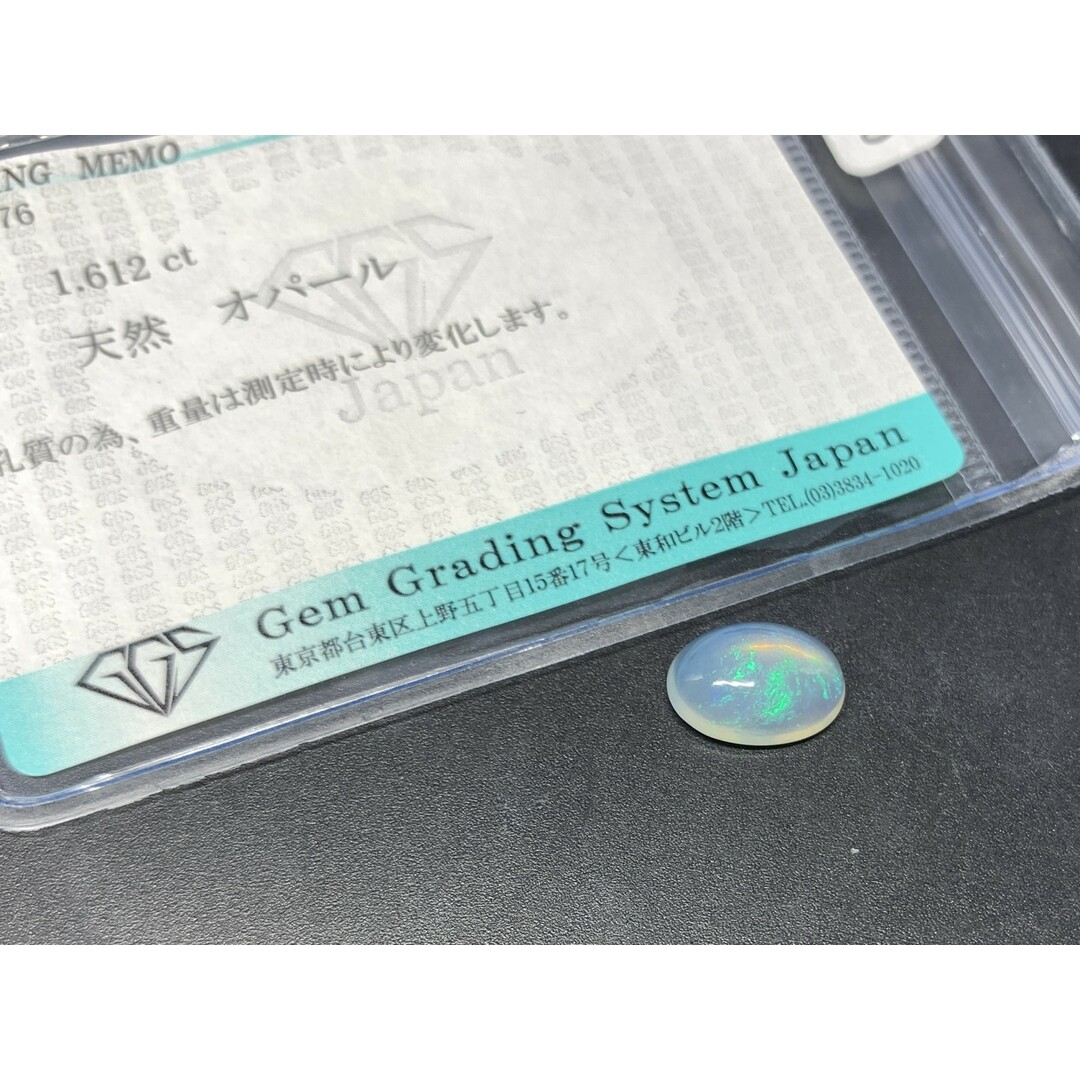 NG MEMO
76
1.612 ct
天然 オパール
孔質の為、重量は測定時により変化します。
GGS
Japan
Gem Grading System Japan
東京都台東区上野五丁目15番17号<東和ビル2階>TEL.(03)3834-1020
GGS